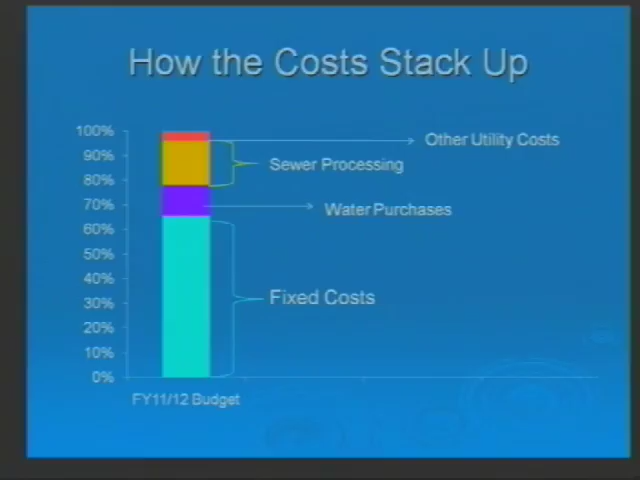 How the Costs Stack Up
100%
90%
80%
70%
60%
50%
40%
30%
20%
10%
0%
Other Utility Costs
Sewer Processing
Water Purchases
Fixed Costs
FY11/12 Budget